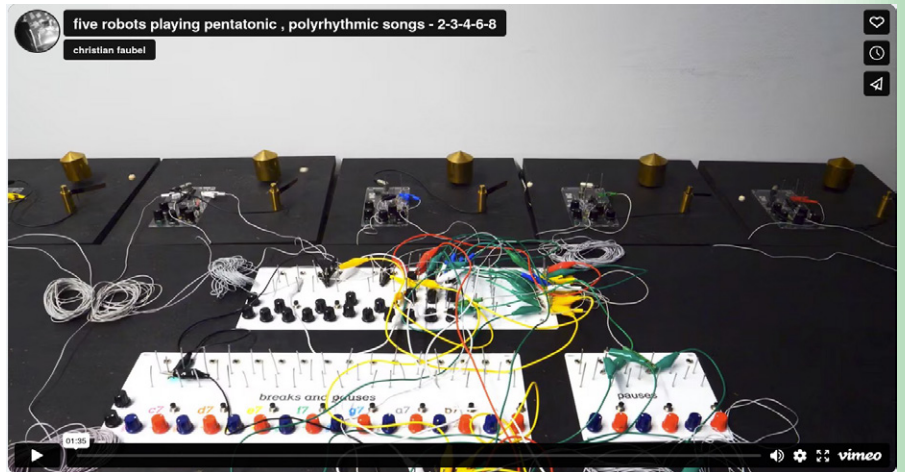 five robots playing pentatonic , polyrhythmic songs - 2-3-4-6-8
christian faubel
breaks and pauses
pauses
c7 d7 e7 f7 g7 a7
01:35
vimeo